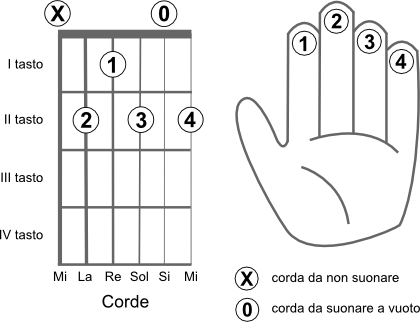 X 0
1 2 3 4
I tasto 1
II tasto 2 3 4
III tasto
IV tasto
Mi La Re Sol Si Mi
Corde
X corda da non suonare
0 corda da suonare a vuoto